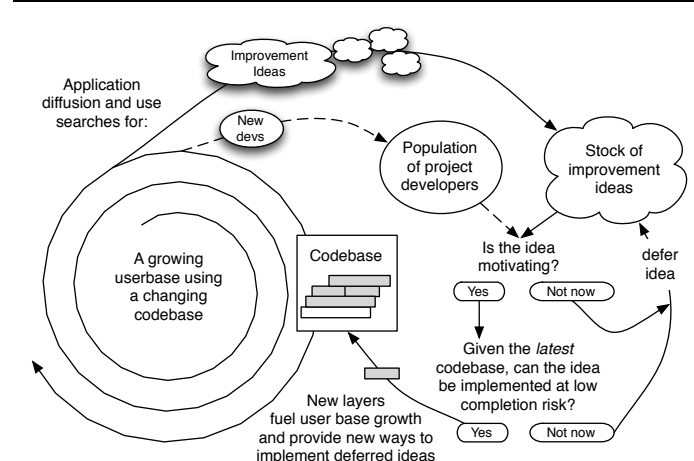 Improvement
Ideas
Application
diffusion and use
searches for:
New
devs
Population
of project
developers
Stock of
improvement
ideas
A growing
userbase using
a changing
codebase
Codebase
Is the idea
motivating?
defer
idea
Yes
Not now
Given the latest
codebase, can the idea
be implemented at low
completion risk?
New layers
fuel user base growth
and provide new ways to
implement deferred ideas
Yes
Not now